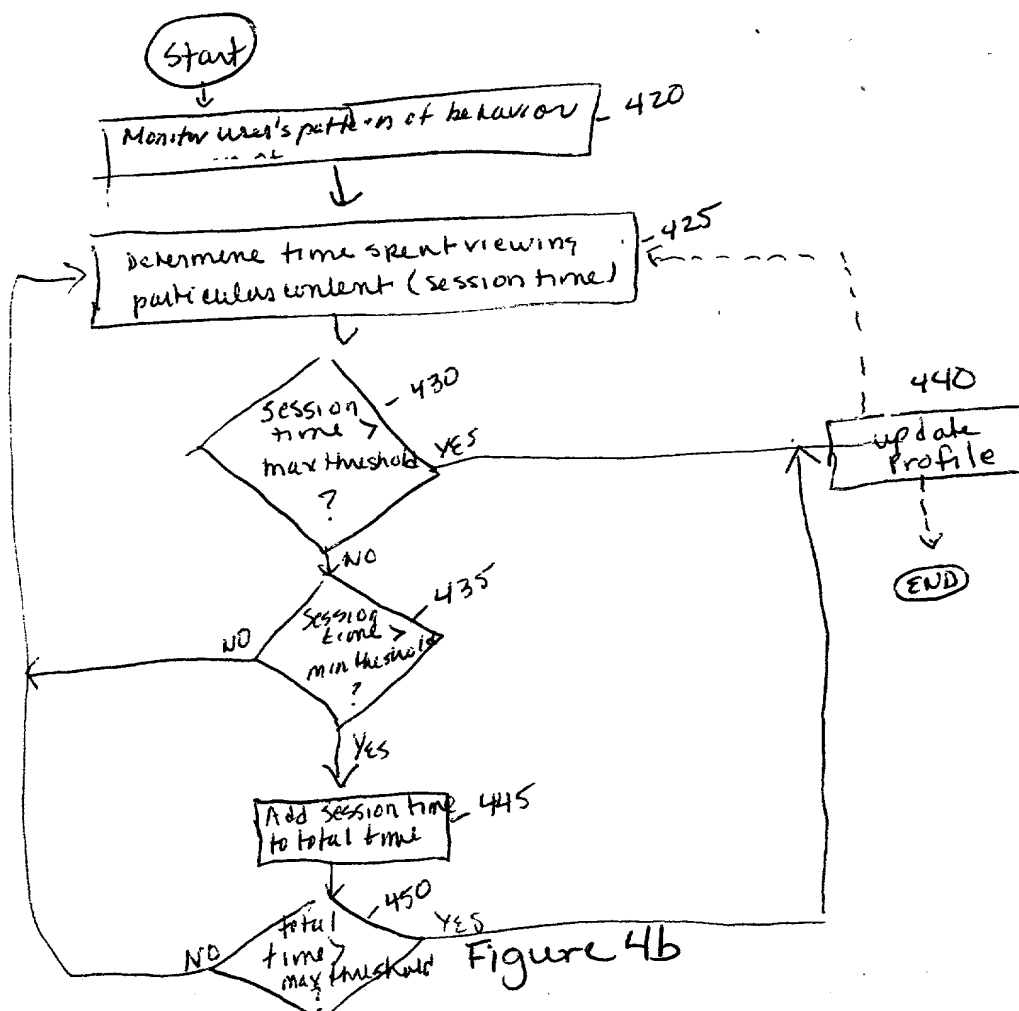 Start
Monitor user's pattern of behavior
420
Determine time spent viewing
particular content (session time)
425
session
time >
max threshold
?
430
YES
NO
440
update
Profile
END
session
time >
min threshold
?
435
NO
YES
Add session time
to total time
445
total
time >
max threshold
?
450
YES
NO
Figure 4b